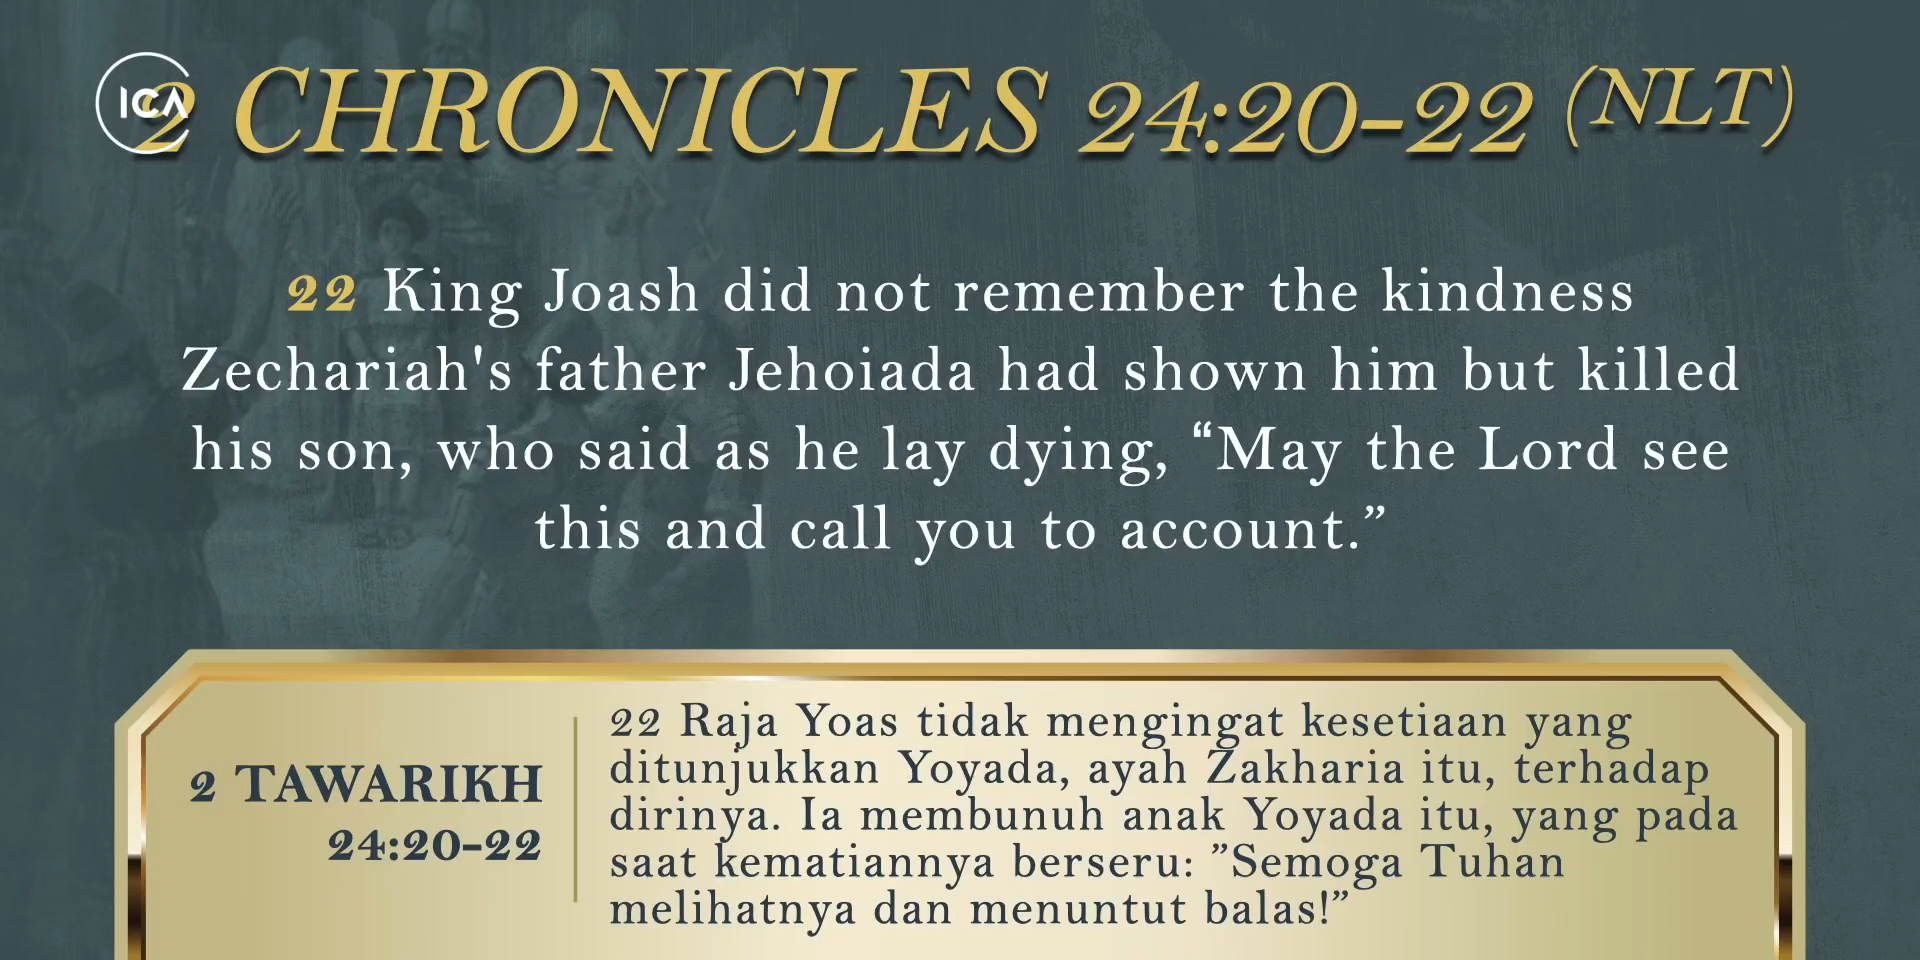 ICA
2 CHRONICLES 24:20-22 (NLT)
22 King Joash did not remember the kindness
Zechariah's father Jehoiada had shown him but killed
his son, who said as he lay dying, “May the Lord see
this and call you to account.”
2 TAWARIKH
24:20-22
22 Raja Yoas tidak mengingat kesetiaan yang
ditunjukkan Yoyada, ayah Zakharia itu, terhadap
dirinya. Ia membunuh anak Yoyada itu, yang pada
saat kematiannya berseru: ”Semoga Tuhan
melihatnya dan menuntut balas!”